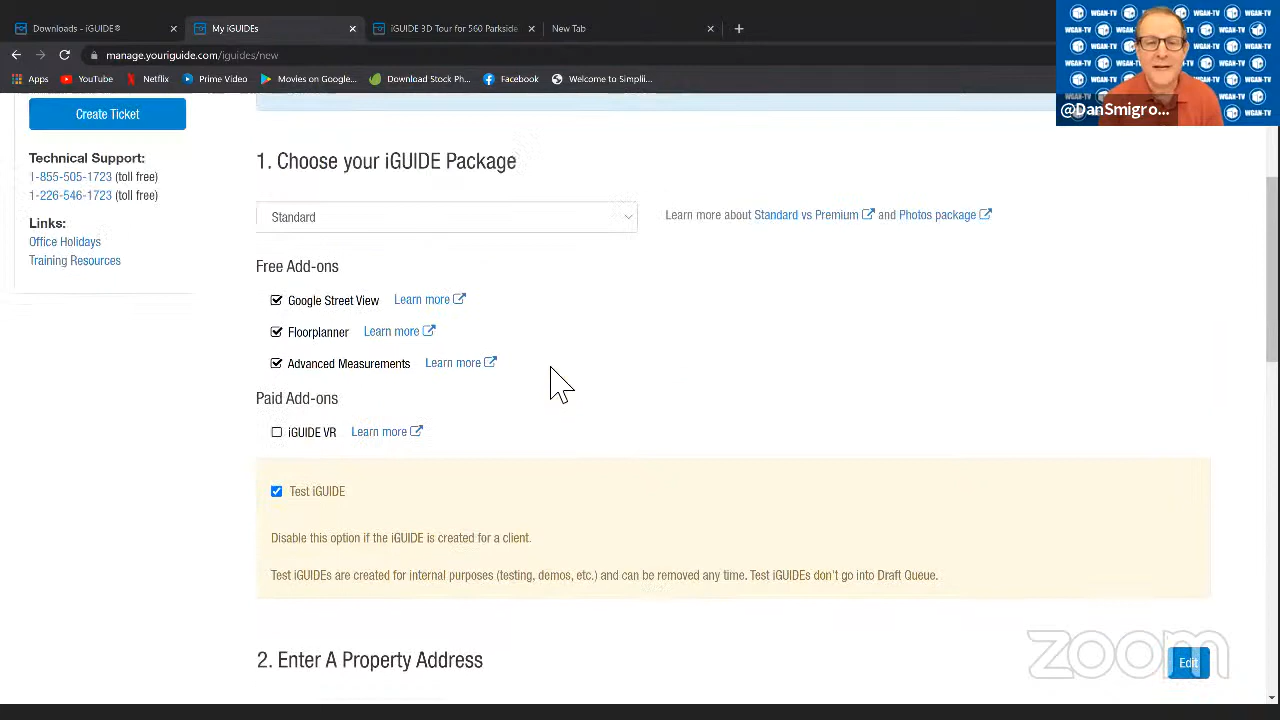 Downloads - iGUIDE®
My iGUIDEs
iGUIDE 3D Tour for 560 Parkside
New Tab
manage.youriguide.com/iguides/new
Apps
YouTube
Netflix
Prime Video
Movies on Google...
Download Stock Ph...
Facebook
Welcome to Simplii...
WGAN-TV
@DanSmigro...
Create Ticket
Technical Support:
1-855-505-1723 (toll free)
1-226-546-1723 (toll free)
Links:
Office Holidays
Training Resources
1. Choose your iGUIDE Package
Standard
Learn more about Standard vs Premium and Photos package
Free Add-ons
Google Street View Learn more
Floorplanner Learn more
Advanced Measurements Learn more
Paid Add-ons
iGUIDE VR Learn more
Test iGUIDE
Disable this option if the iGUIDE is created for a client.
Test iGUIDEs are created for internal purposes (testing, demos, etc.) and can be removed any time. Test iGUIDEs don't go into Draft Queue.
2. Enter A Property Address
Edit
zoom